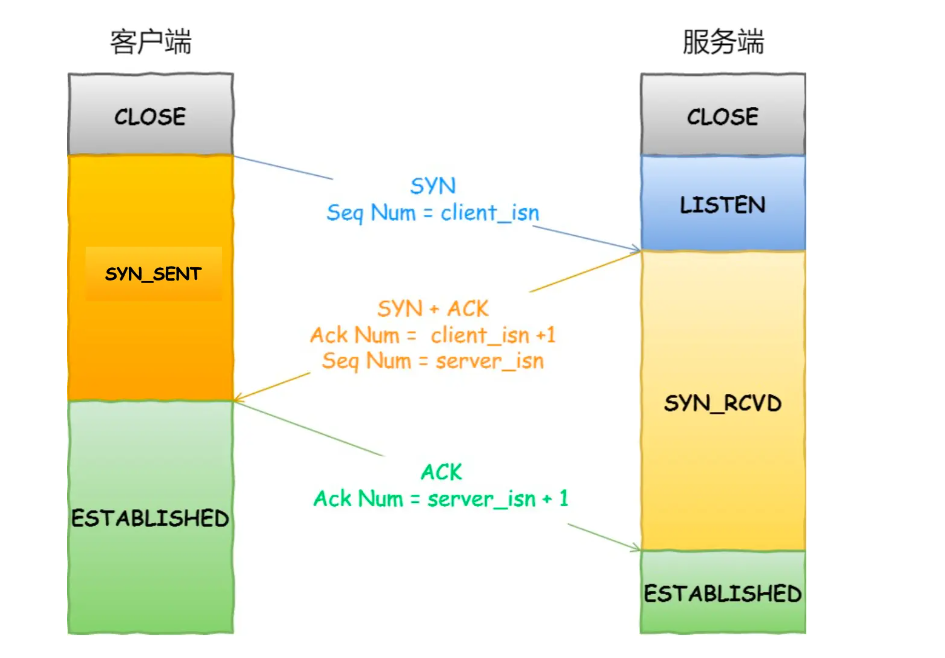 客户端
服务端
CLOSE
CLOSE
SYN
Seq Num = client_isn
LISTEN
SYN_SENT
SYN + ACK
Ack Num =  client_isn +1
Seq Num = server_isn
SYN_RCVD
ACK
Ack Num = server_isn + 1
ESTABLISHED
ESTABLISHED